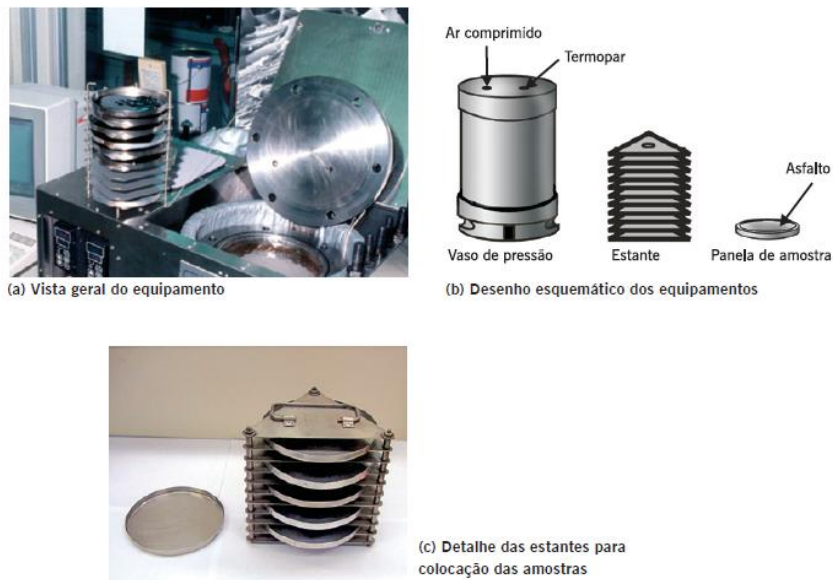 Ar comprimido
Termopar
Asfalto
Vaso de pressão
Estante
Panela de amostra
(a) Vista geral do equipamento
(b) Desenho esquemático dos equipamentos
(c) Detalhe das estantes para
colocação das amostras